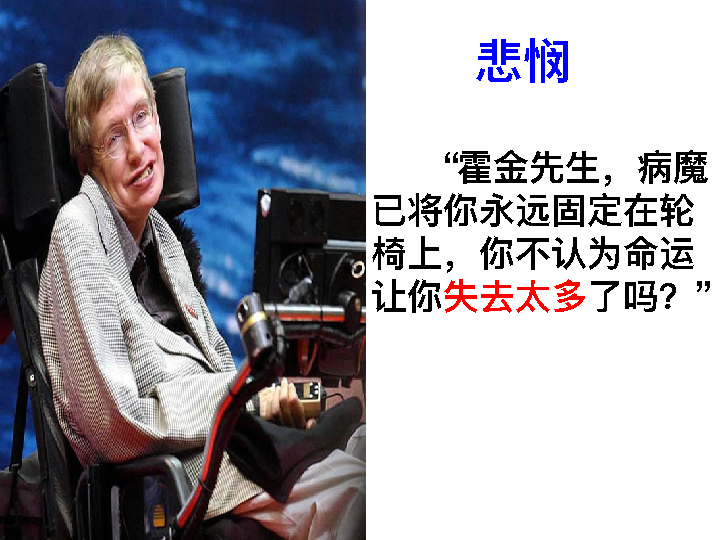 悲悯
“霍金先生，病魔
已将你永远固定在轮
椅上，你不认为命运
让你失去太多了吗？”